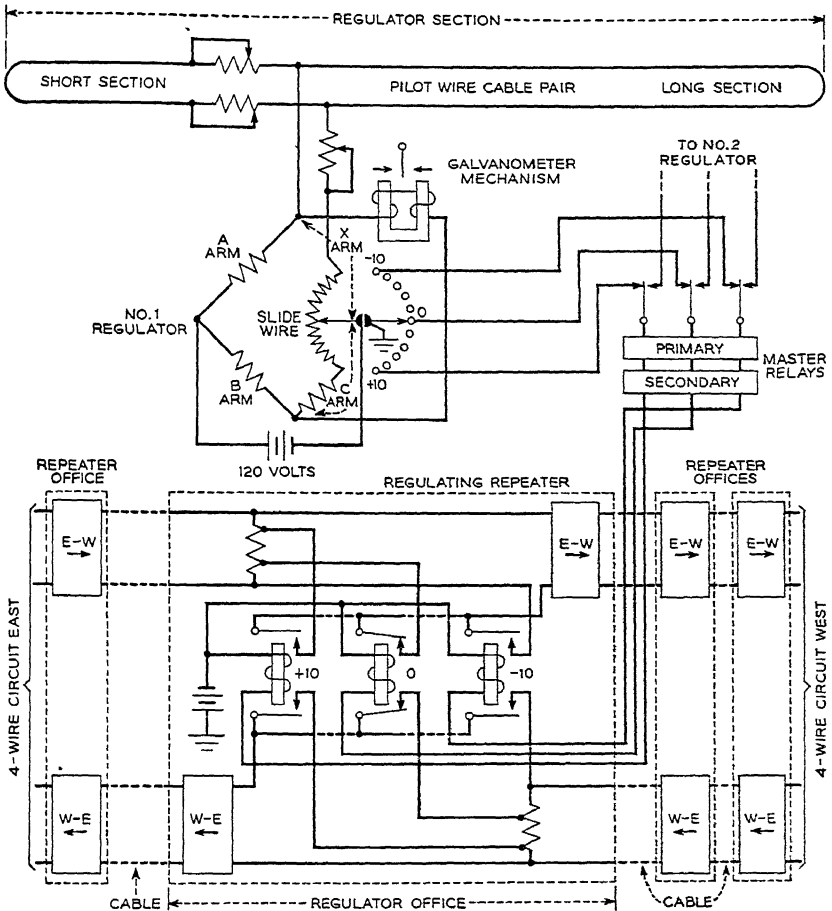 REGULATOR SECTION
SHORT SECTION
PILOT WIRE CABLE PAIR
LONG SECTION
TO NO.2
REGULATOR
GALVANOMETER
MECHANISM
A
ARM
X
ARM
-10
NO.1
REGULATOR
SLIDE
WIRE
0
B
ARM
C
ARM
+10
PRIMARY
SECONDARY
MASTER
RELAYS
120 VOLTS
REPEATER
OFFICE
REGULATING REPEATER
REPEATER
OFFICES
E-W
E-W
E-W
E-W
4-WIRE CIRCUIT EAST
4-WIRE CIRCUIT WEST
+10
0
-10
W-E
W-E
W-E
W-E
CABLE
REGULATOR OFFICE
CABLE